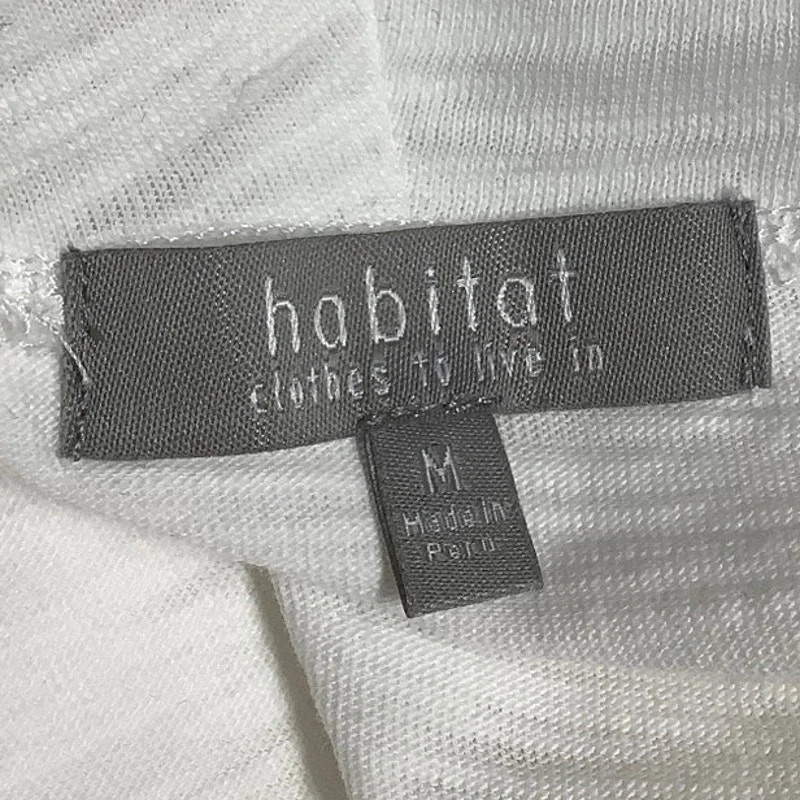 habitat
clothes to live in
M
Made In
Peru